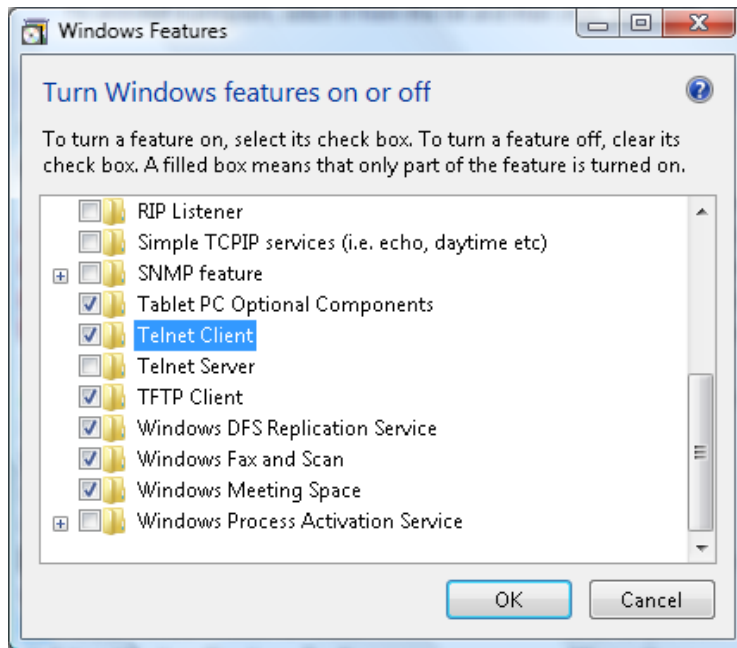 Windows Features
Turn Windows features on or off
To turn a feature on, select its check box. To turn a feature off, clear its
check box. A filled box means that only part of the feature is turned on.
RIP Listener
Simple TCPIP services (i.e. echo, daytime etc)
SNMP feature
Tablet PC Optional Components
Telnet Client
Telnet Server
TFTP Client
Windows DFS Replication Service
Windows Fax and Scan
Windows Meeting Space
Windows Process Activation Service
OK Cancel